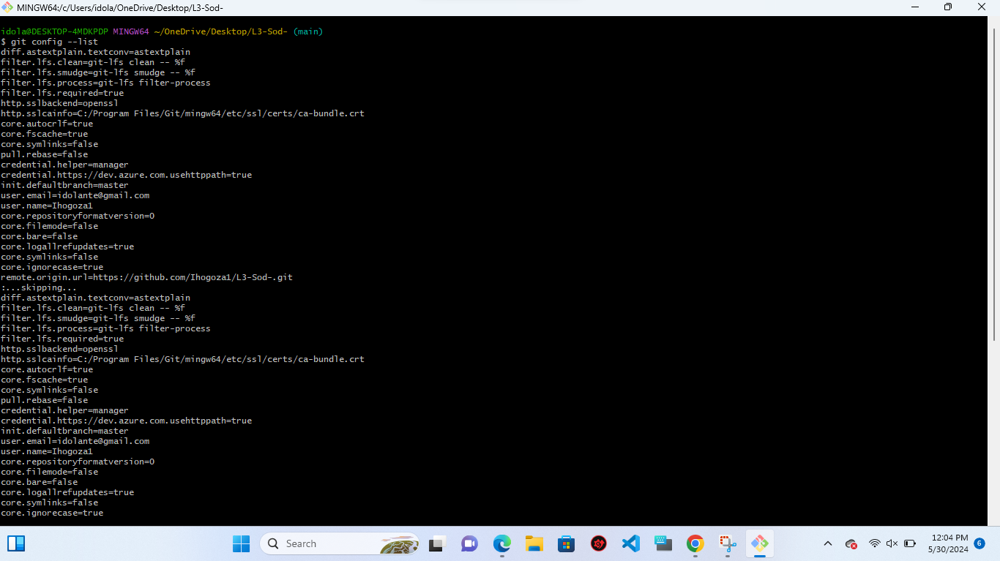 MINGW64:/c/Users/idola/OneDrive/Desktop/L3-Sod-
idola@DESKTOP-4MDKPDP MINGW64 ~/OneDrive/Desktop/L3-Sod- (main)
$ git config --list
diff.astextplain.textconv=astextplain
filter.lfs.clean=git-lfs clean -- %f
filter.lfs.smudge=git-lfs smudge -- %f
filter.lfs.process=git-lfs filter-process
filter.lfs.required=true
http.sslbackend=openssl
http.sslcainfo=C:/Program Files/Git/mingw64/etc/ssl/certs/ca-bundle.crt
core.autocrlf=true
core.fscache=true
core.symlinks=false
pull.rebase=false
credential.helper=manager
credential.https://dev.azure.com.usehttppath=true
init.defaultbranch=master
user.email=idolante@gmail.com
user.name=Ihogoza1
core.repositoryformatversion=0
core.filemode=false
core.bare=false
core.logallrefupdates=true
core.symlinks=false
core.ignorecase=true
remote.origin.url=https://github.com/Ihogoza1/L3-Sod-.git
:...skipping...
diff.astextplain.textconv=astextplain
filter.lfs.clean=git-lfs clean -- %f
filter.lfs.smudge=git-lfs smudge -- %f
filter.lfs.process=git-lfs filter-process
filter.lfs.required=true
http.sslbackend=openssl
http.sslcainfo=C:/Program Files/Git/mingw64/etc/ssl/certs/ca-bundle.crt
core.autocrlf=true
core.fscache=true
core.symlinks=false
pull.rebase=false
credential.helper=manager
credential.https://dev.azure.com.usehttppath=true
init.defaultbranch=master
user.email=idolante@gmail.com
user.name=Ihogoza1
core.repositoryformatversion=0
core.filemode=false
core.bare=false
core.logallrefupdates=true
core.symlinks=false
core.ignorecase=true
Search
12:04 PM
5/30/2024
6